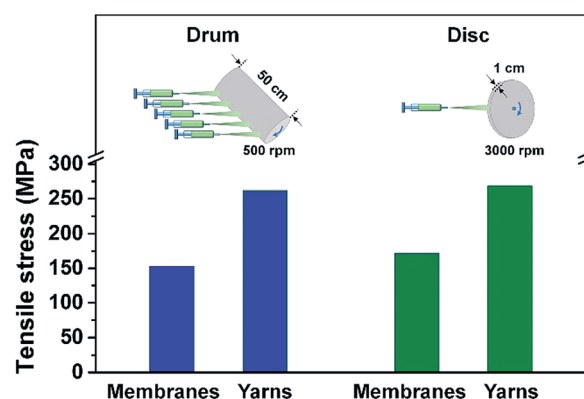 Drum
Disc
50 cm
1 cm
500 rpm
3000 rpm
Tensile stress (MPa)
300
250
200
150
100
50
0
Membranes Yarns Membranes Yarns